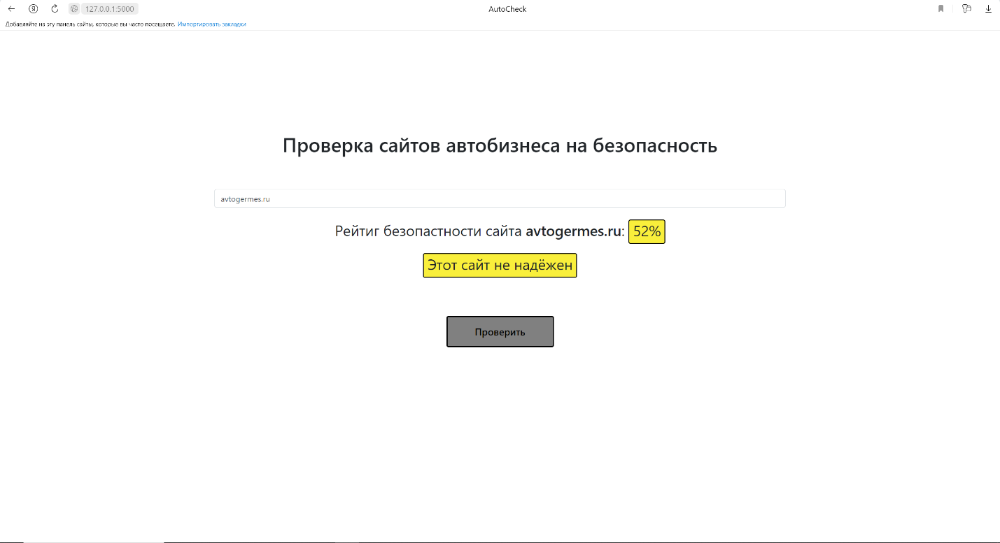 127.0.0.1:5000 AutoCheck
Добавляйте на эту панель сайты, которые вы часто посещаете. Импортировать закладки
Проверка сайтов автобизнеса на безопасность
avtogermes.ru
Рейтиг безопастности сайта avtogermes.ru: 52%
Этот сайт не надёжен
Проверить